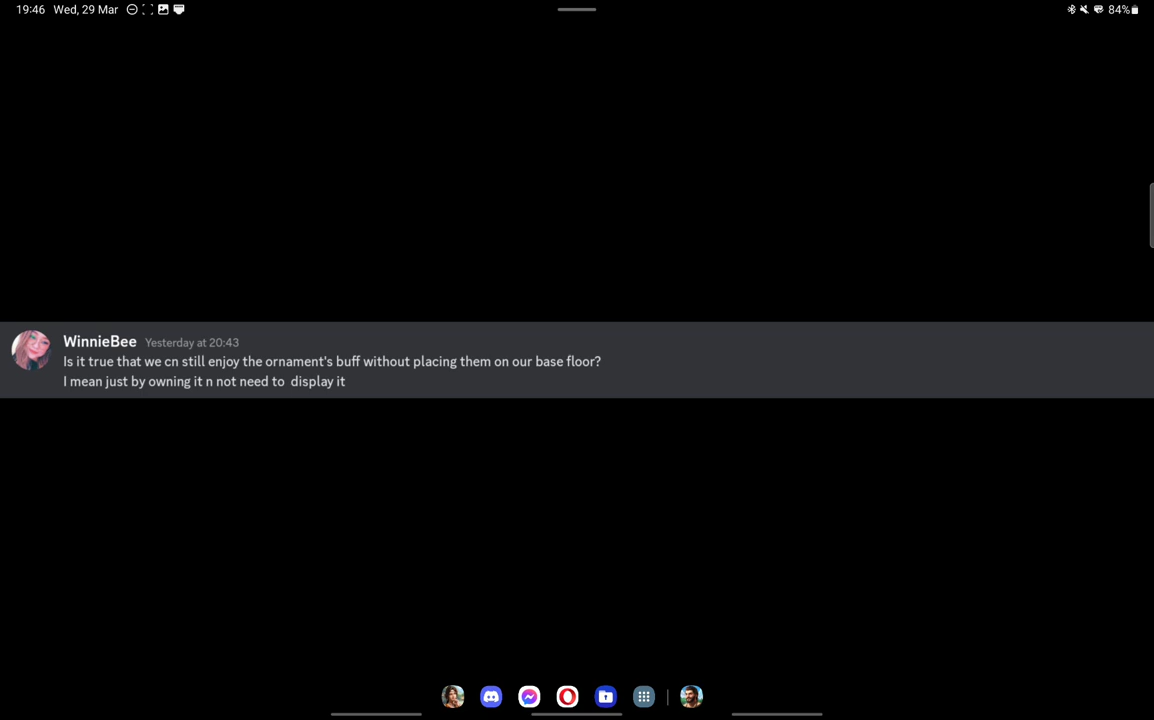 19:46 Wed, 29 Mar 84%
WinnieBee Yesterday at 20:43
Is it true that we cn still enjoy the ornament's buff without placing them on our base floor?
I mean just by owning it n not need to display it